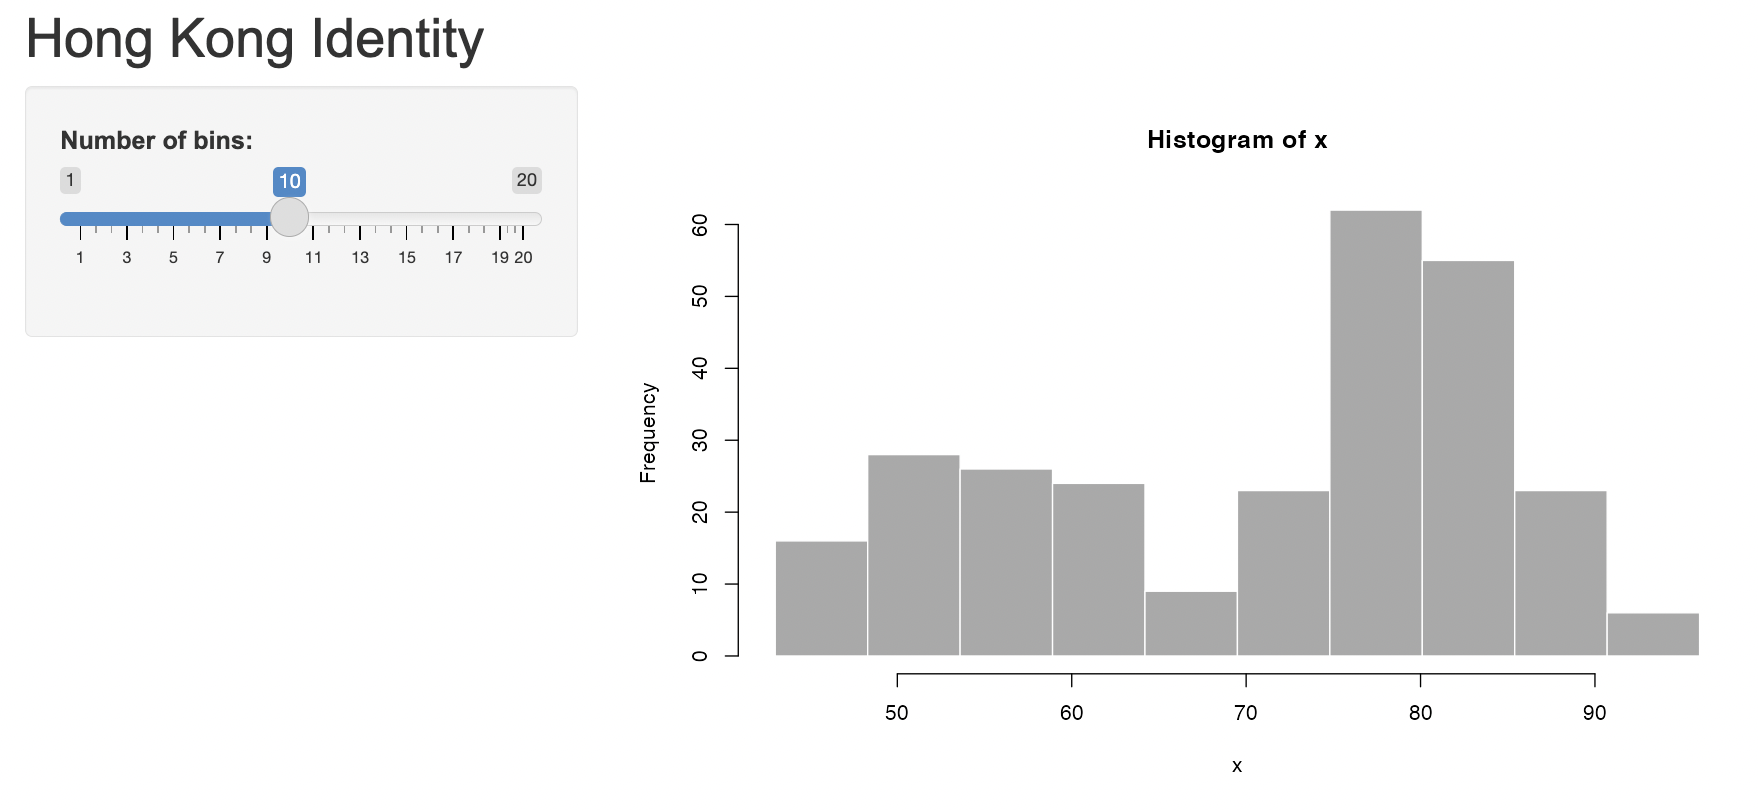 Hong Kong Identity
Number of bins:
1 10 20
1 3 5 7 9 11 13 15 17 19 20
Histogram of x
Frequency
60
50
40
30
20
10
0
50 60 70 80 90
x